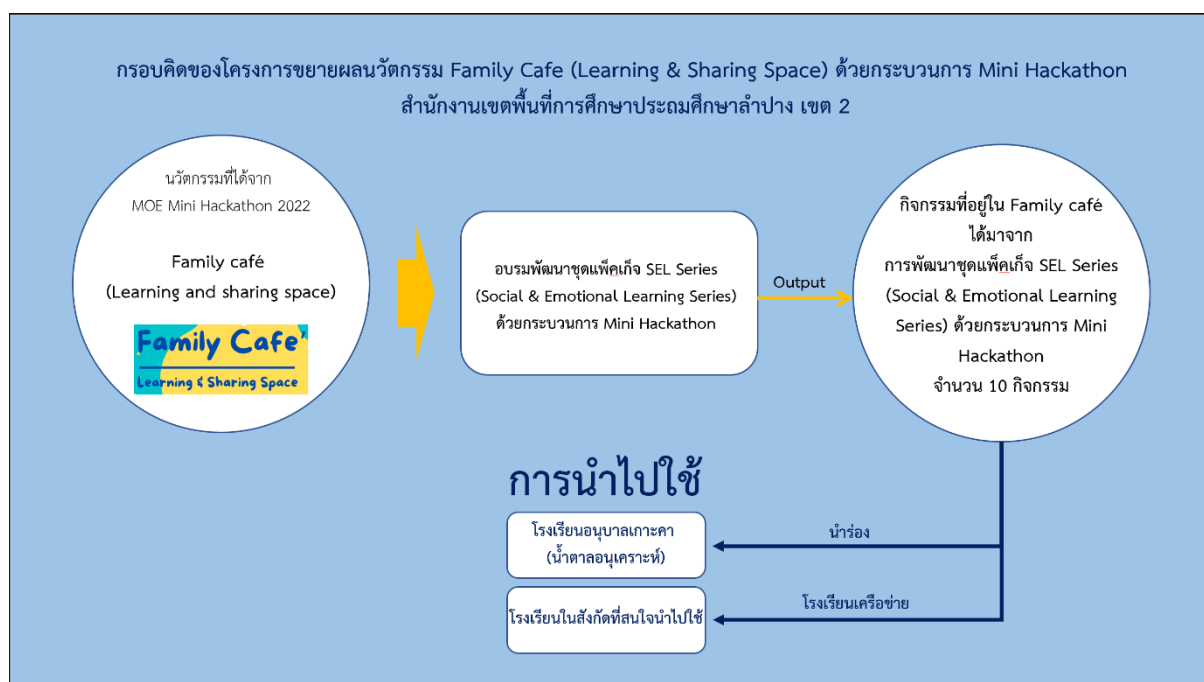 กรอบคิดของโครงการขยายผลนวัตกรรม Family Cafe (Learning & Sharing Space) ด้วยกระบวนการ Mini Hackathon
สำนักงานเขตพื้นที่การศึกษาประถมศึกษาลำปาง เขต 2
นวัตกรรมที่ได้จาก
MOE Mini Hackathon 2022
Family café
(Learning and sharing space)
Family Cafe'
Learning & Sharing Space
อบรมพัฒนาชุดแพ็คเก็จ SEL Series
(Social & Emotional Learning Series)
ด้วยกระบวนการ Mini Hackathon
Output
กิจกรรมที่อยู่ใน Family café
ได้มาจาก
การพัฒนาชุดแพ็คเก็จ SEL Series
(Social & Emotional Learning
Series) ด้วยกระบวนการ Mini
Hackathon
จำนวน 10 กิจกรรม
การนำไปใช้
โรงเรียนอนุบาลเกาะคา
(น้ำตาลอนุเคราะห์)
นำร่อง
โรงเรียนในสังกัดที่สนใจนำไปใช้
โรงเรียนเครือข่าย